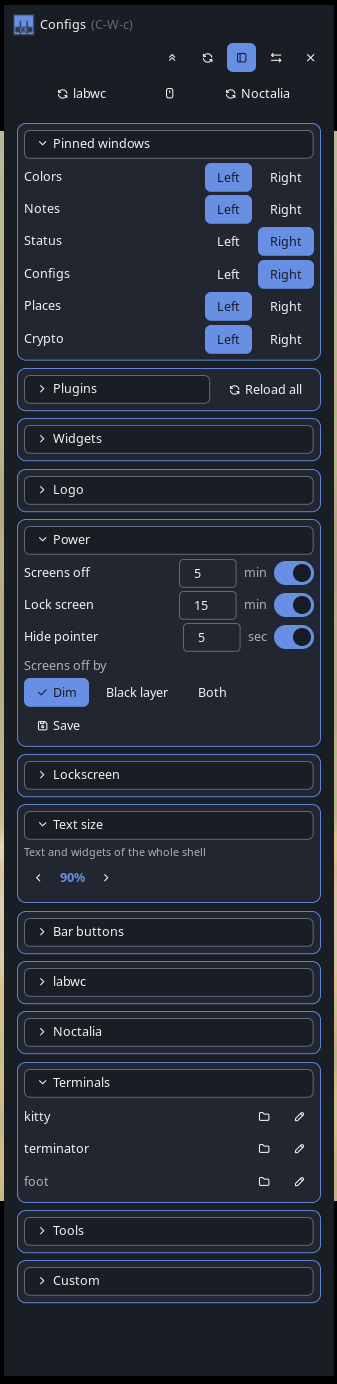 Configs (C-W-c)
labwc Noctalia
Pinned windows
Colors Left Right
Notes Left Right
Status Left Right
Configs Left Right
Places Left Right
Crypto Left Right
Plugins Reload all
Widgets
Logo
Power
Screens off 5 min
Lock screen 15 min
Hide pointer 5 sec
Screens off by
Dim Black layer Both
Save
Lockscreen
Text size
Text and widgets of the whole shell
90%
Bar buttons
labwc
Noctalia
Terminals
kitty
terminator
foot
Tools
Custom